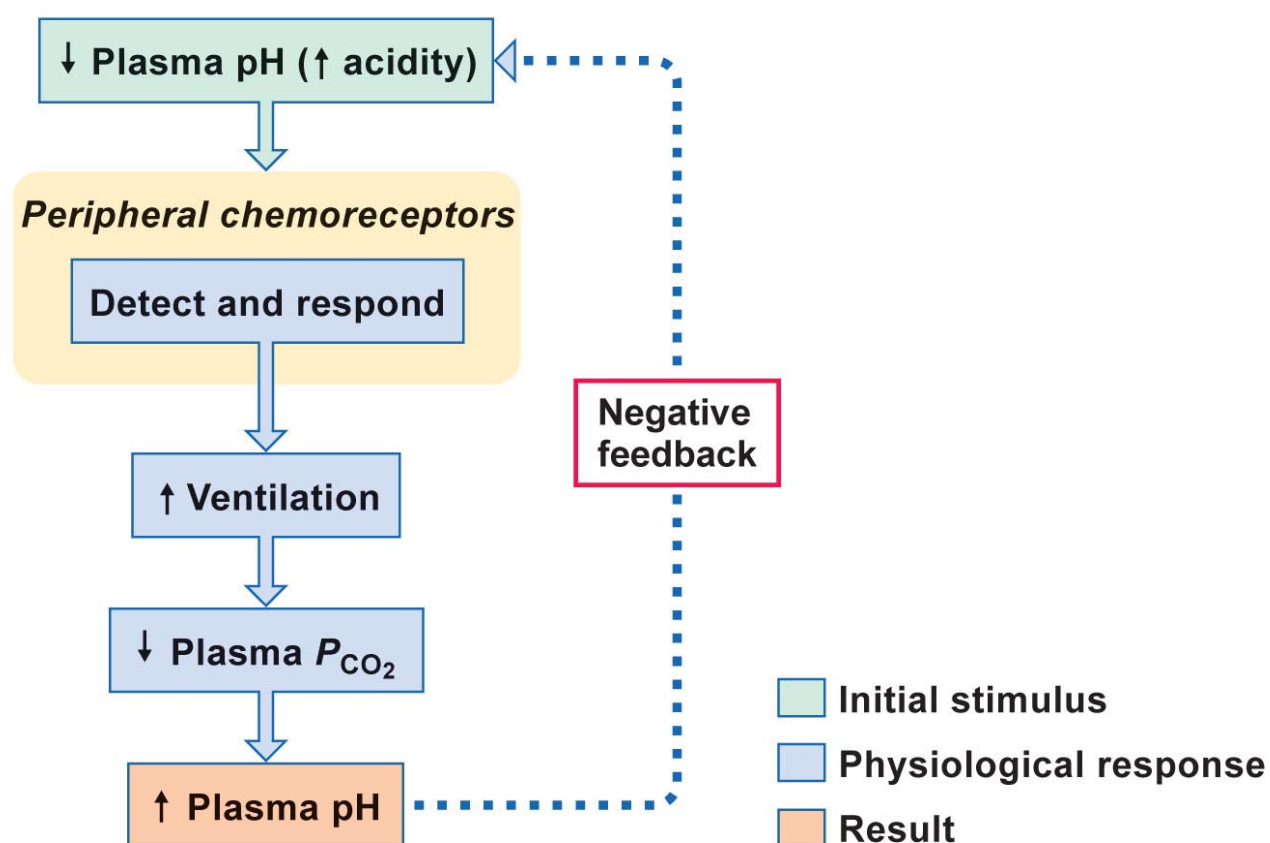 ↓ Plasma pH (↑ acidity)
Peripheral chemoreceptors
Detect and respond
↑ Ventilation
↓ Plasma PCO₂
↑ Plasma pH
Negative
feedback
Initial stimulus
Physiological response
Result